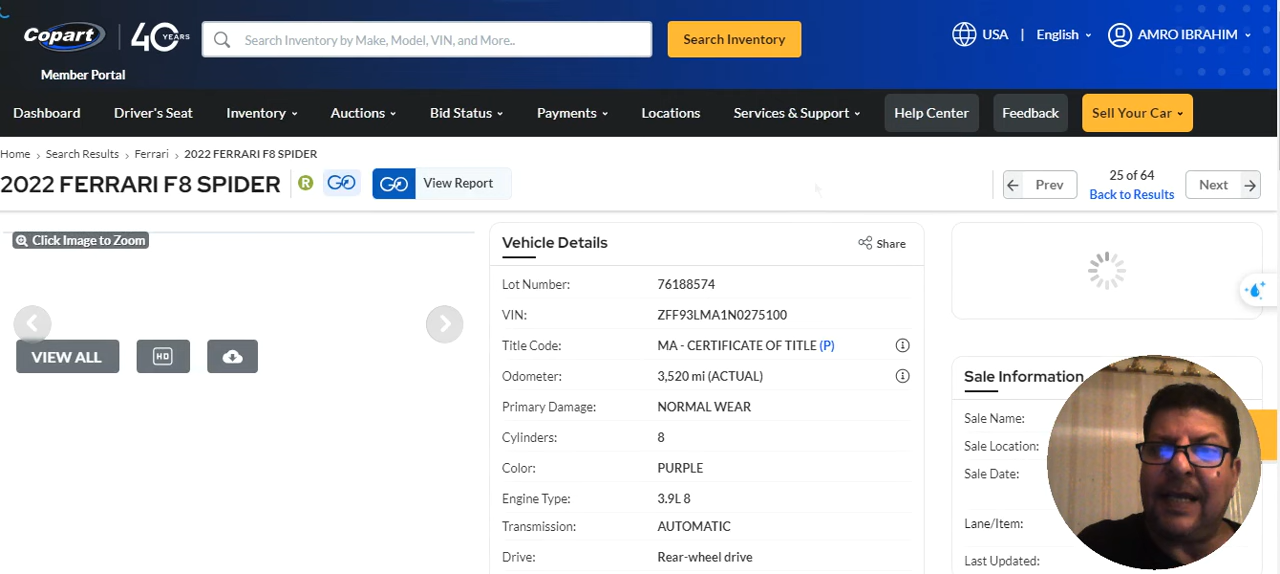 Copart | 40 YEARS
Search Inventory by Make, Model, VIN, and More..
Search Inventory
USA | English
AMRO IBRAHIM
Member Portal
Dashboard Driver's Seat Inventory Auctions Bid Status Payments Locations Services & Support Help Center Feedback Sell Your Car
Home > Search Results > Ferrari > 2022 FERRARI F8 SPIDER
2022 FERRARI F8 SPIDER R GO GO View Report
Prev
25 of 64
Back to Results
Next
Click Image to Zoom
VIEW ALL HD
Vehicle Details Share
Lot Number: 76188574
VIN: ZFF93LMA1N0275100
Title Code: MA - CERTIFICATE OF TITLE (P)
Odometer: 3,520 mi (ACTUAL)
Primary Damage: NORMAL WEAR
Cylinders: 8
Color: PURPLE
Engine Type: 3.9L 8
Transmission: AUTOMATIC
Drive: Rear-wheel drive
Sale Information
Sale Name:
Sale Location:
Sale Date:
Lane/Item:
Last Updated: